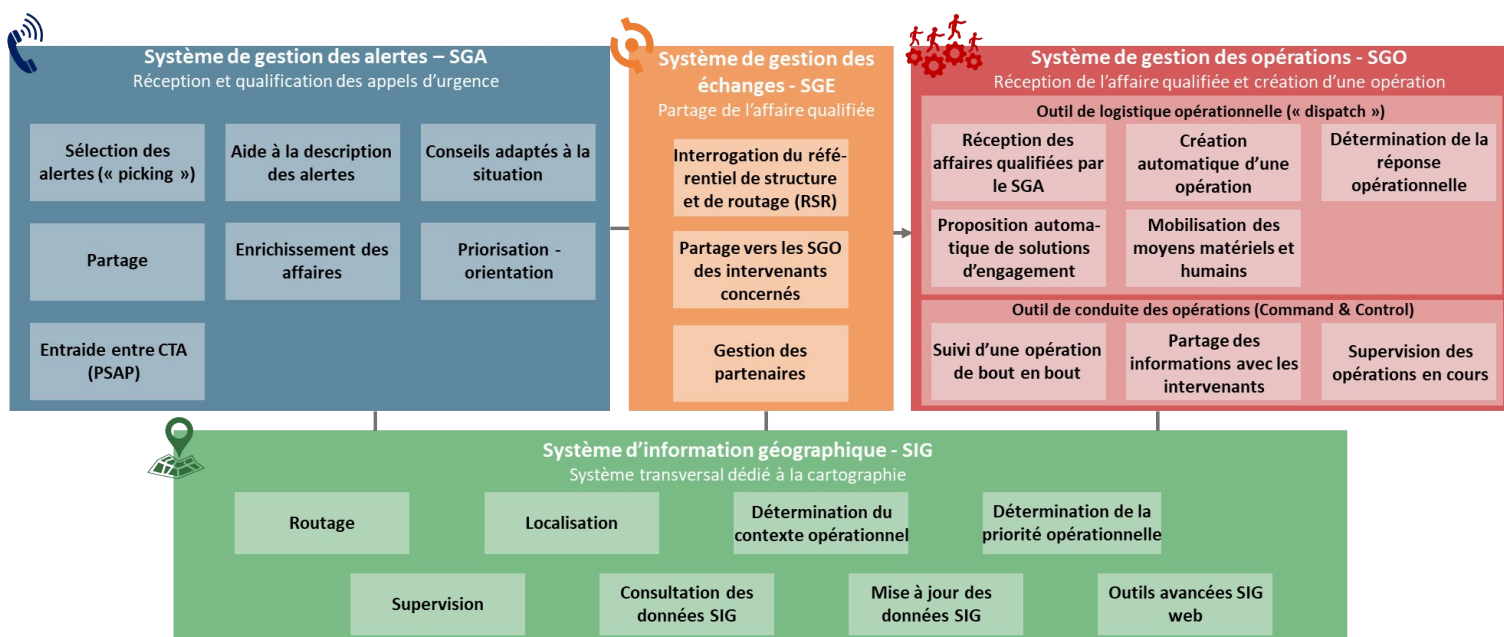 Système de gestion des alertes – SGA
Réception et qualification des appels d'urgence
Sélection des
alertes (« picking »)
Aide à la description
des alertes
Conseils adaptés à la
situation
Partage
Enrichissement des
affaires
Priorisation -
orientation
Entraide entre CTA
(PSAP)
Système de gestion des
échanges - SGE
Partage de l'affaire qualifiée
Interrogation du réfé-
rentiel de structure
et de routage (RSR)
Partage vers les SGO
des intervenants
concernés
Gestion des
partenaires
Système de gestion des opérations - SGO
Réception de l'affaire qualifiée et création d'une opération
Outil de logistique opérationnelle (« dispatch »)
Réception des
affaires qualifiées par
le SGA
Création
automatique d'une
opération
Détermination de la
réponse
opérationnelle
Proposition automa-
tique de solutions
d'engagement
Mobilisation des
moyens matériels et
humains
Outil de conduite des opérations (Command & Control)
Suivi d'une opération
de bout en bout
Partage des
informations avec les
intervenants
Supervision des
opérations en cours
Système d'information géographique - SIG
Système transversal dédié à la cartographie
Routage
Localisation
Détermination du
contexte opérationnel
Détermination de la
priorité opérationnelle
Supervision
Consultation des
données SIG
Mise à jour des
données SIG
Outils avancées SIG
web